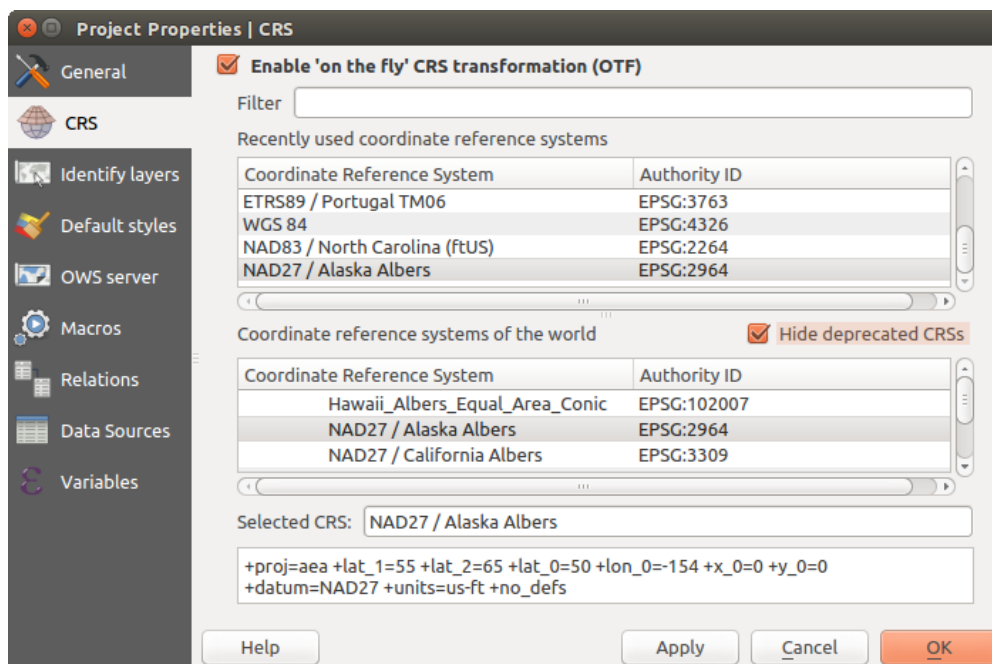 Project Properties | CRS
General
CRS
Identify layers
Default styles
OWS server
Macros
Relations
Data Sources
Variables
Enable 'on the fly' CRS transformation (OTF)
Filter
Recently used coordinate reference systems
Coordinate Reference System Authority ID
ETRS89 / Portugal TM06 EPSG:3763
WGS 84 EPSG:4326
NAD83 / North Carolina (ftUS) EPSG:2264
NAD27 / Alaska Albers EPSG:2964
Coordinate reference systems of the world Hide deprecated CRSs
Coordinate Reference System Authority ID
Hawaii_Albers_Equal_Area_Conic EPSG:102007
NAD27 / Alaska Albers EPSG:2964
NAD27 / California Albers EPSG:3309
Selected CRS: NAD27 / Alaska Albers
+proj=aea +lat_1=55 +lat_2=65 +lat_0=50 +lon_0=-154 +x_0=0 +y_0=0
+datum=NAD27 +units=us-ft +no_defs
Help Apply Cancel OK